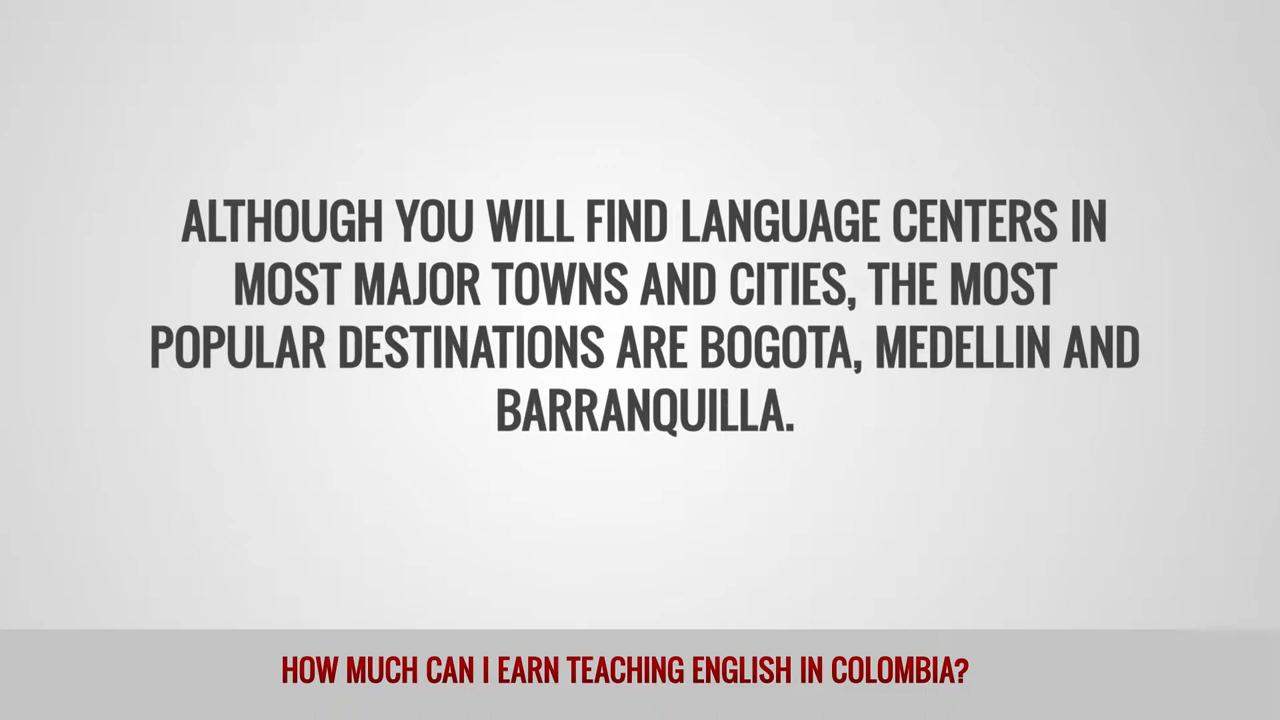 ALTHOUGH YOU WILL FIND LANGUAGE CENTERS IN
MOST MAJOR TOWNS AND CITIES, THE MOST
POPULAR DESTINATIONS ARE BOGOTA, MEDELLIN AND
BARRANQUILLA.
HOW MUCH CAN I EARN TEACHING ENGLISH IN COLOMBIA?